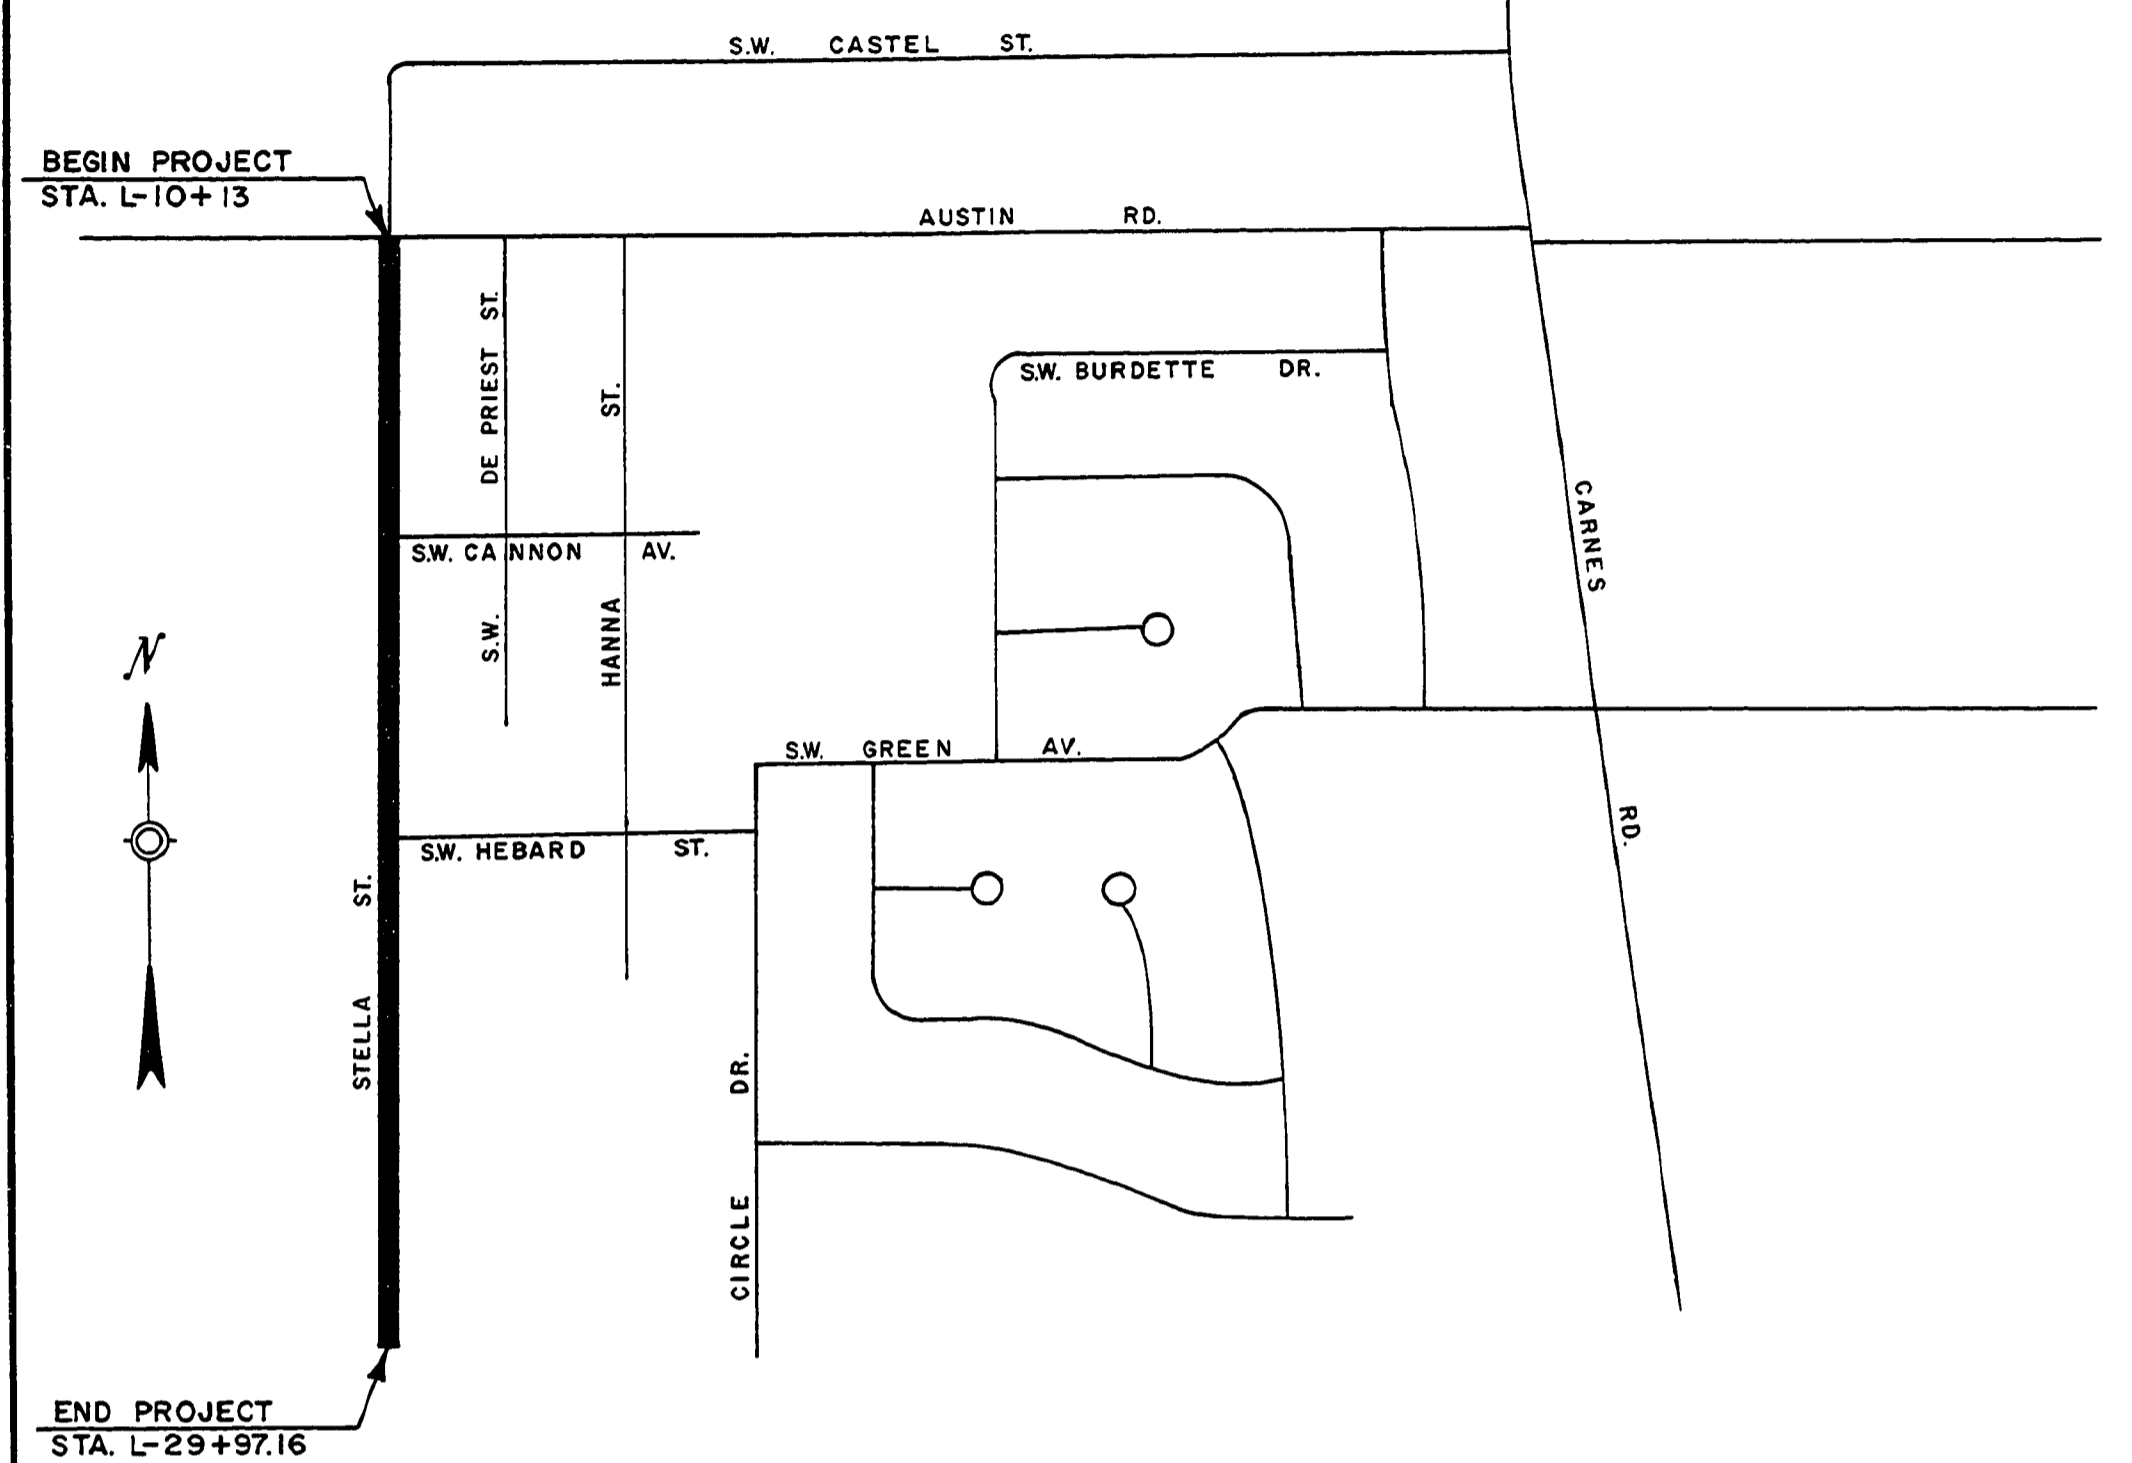 S.W. CASTEL ST.
BEGIN PROJECT
STA. L-10+13
AUSTIN RD.
S.W. DE PRIEST ST.
HANNA ST.
S.W. BURDETTE DR.
CARNES RD.
S.W. CANNON AV.
N
S.W. GREEN AV.
S.W. HEBARD ST.
STELLA ST.
CIRCLE DR.
END PROJECT
STA. L-29+97.16